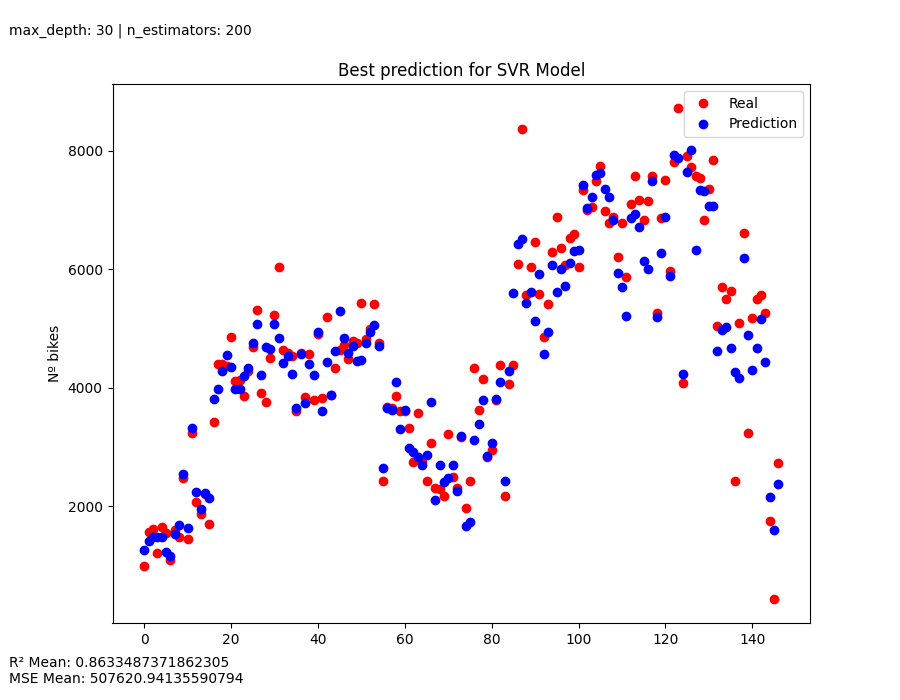 max_depth: 30 | n_estimators: 200
Best prediction for SVR Model
Real
Prediction
Nº bikes
8000
6000
4000
2000
0 20 40 60 80 100 120 140
R² Mean: 0.8633487371862305
MSE Mean: 507620.94135590794